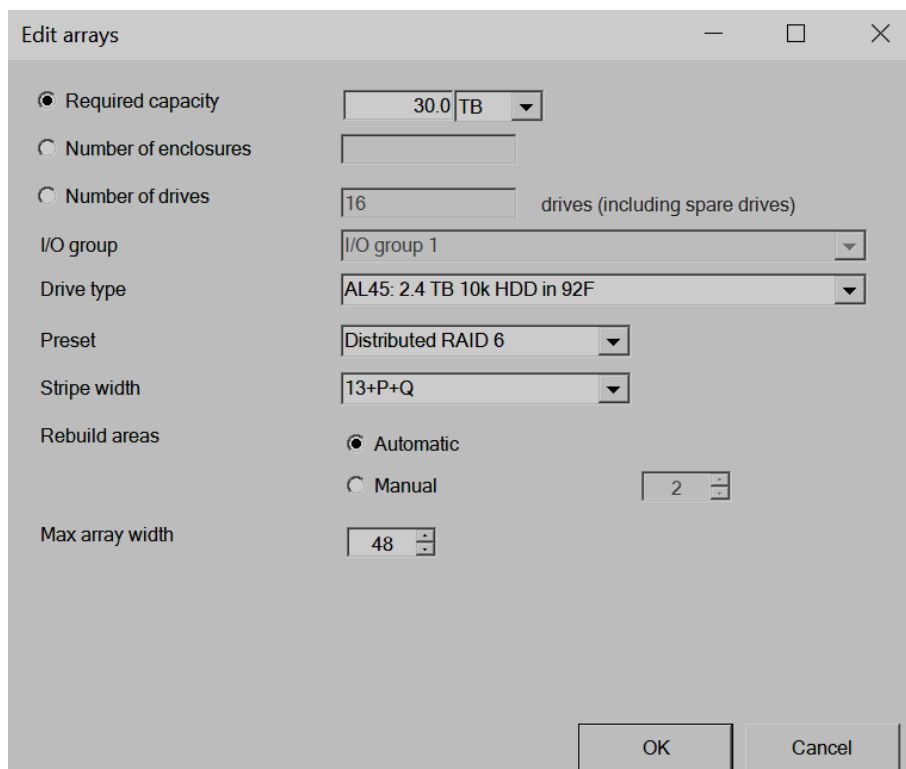 Edit arrays
Required capacity 30.0 TB
Number of enclosures
Number of drives 16 drives (including spare drives)
I/O group I/O group 1
Drive type AL45: 2.4 TB 10k HDD in 92F
Preset Distributed RAID 6
Stripe width 13+P+Q
Rebuild areas Automatic
Manual 2
Max array width 48
OK Cancel